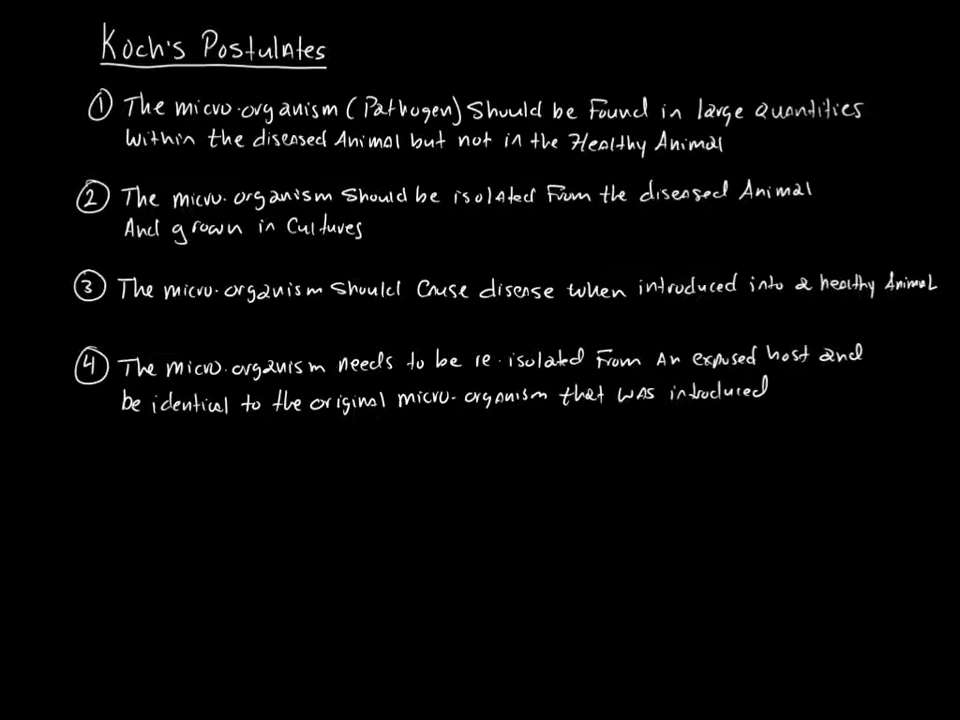 Koch's Postulates
① The micro-organism (Pathogen) Should be Found in large quantities
Within the diseased Animal but not in the Healthy Animal
② The micro-organism Should be isolated From the diseased Animal
And grown in Cultures
③ The micro-organism Should Cause disease when introduced into a healthy Animal
④ The micro-organism needs to be re-isolated From An exposed host and
be identical to the original micro-organism that was introduced